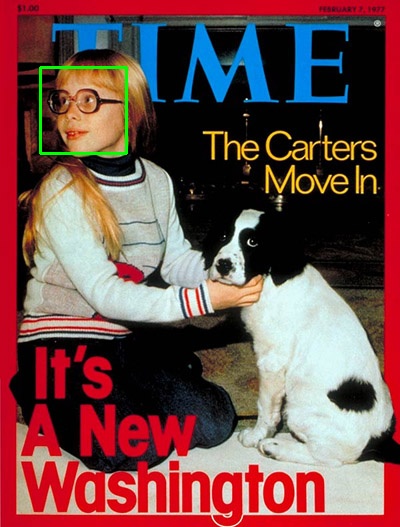 $1.00
FEBRUARY 7, 1977
TIME
®
The Carters
Move In
It's
A New
Washington